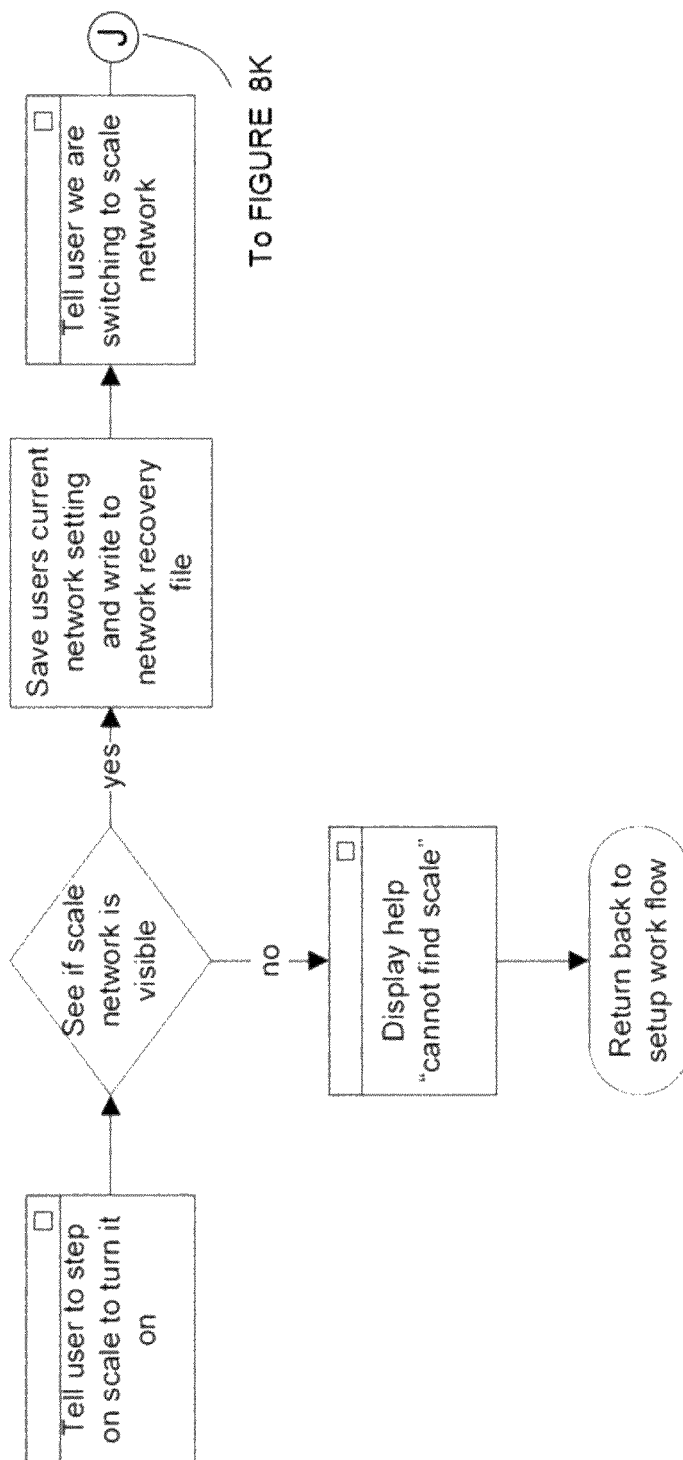 Tell user to step
on scale to turn it
on
See if scale
network is
visible
yes
Save users current
network setting
and write to
network recovery
file
Tell user we are
switching to scale
network
J
To FIGURE 8K
no
Display help
“cannot find scale”
Return back to
setup work flow